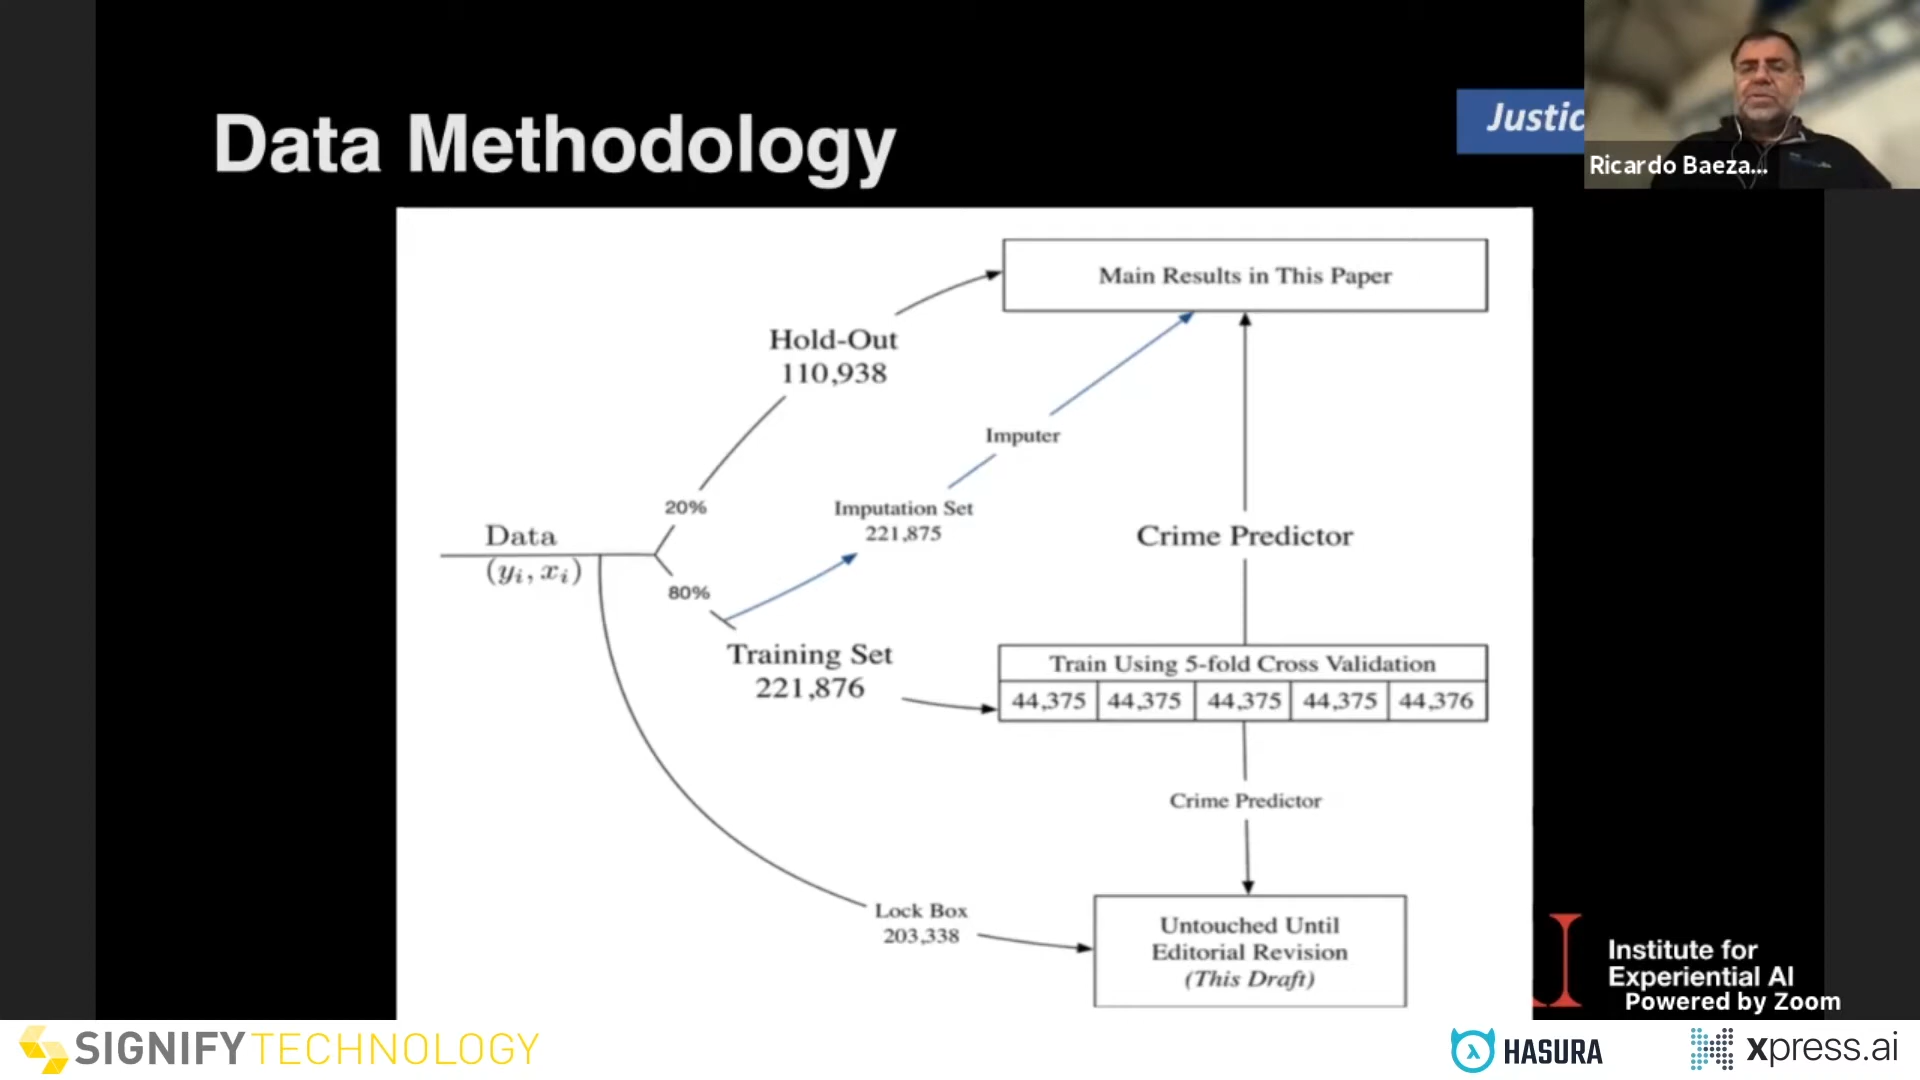 Data Methodology
Justic
Ricardo Baeza...
Main Results in This Paper
Hold-Out
110,938
Imputer
20%
Imputation Set
221,875
Data
(yᵢ, xᵢ)
Crime Predictor
80%
Training Set
221,876
Train Using 5-fold Cross Validation
44,375 44,375 44,375 44,375 44,376
Crime Predictor
Lock Box
203,338
Untouched Until
Editorial Revision
(This Draft)
Institute for
Experiential AI
Powered by Zoom
SIGNIFY TECHNOLOGY
HASURA
xpress.ai